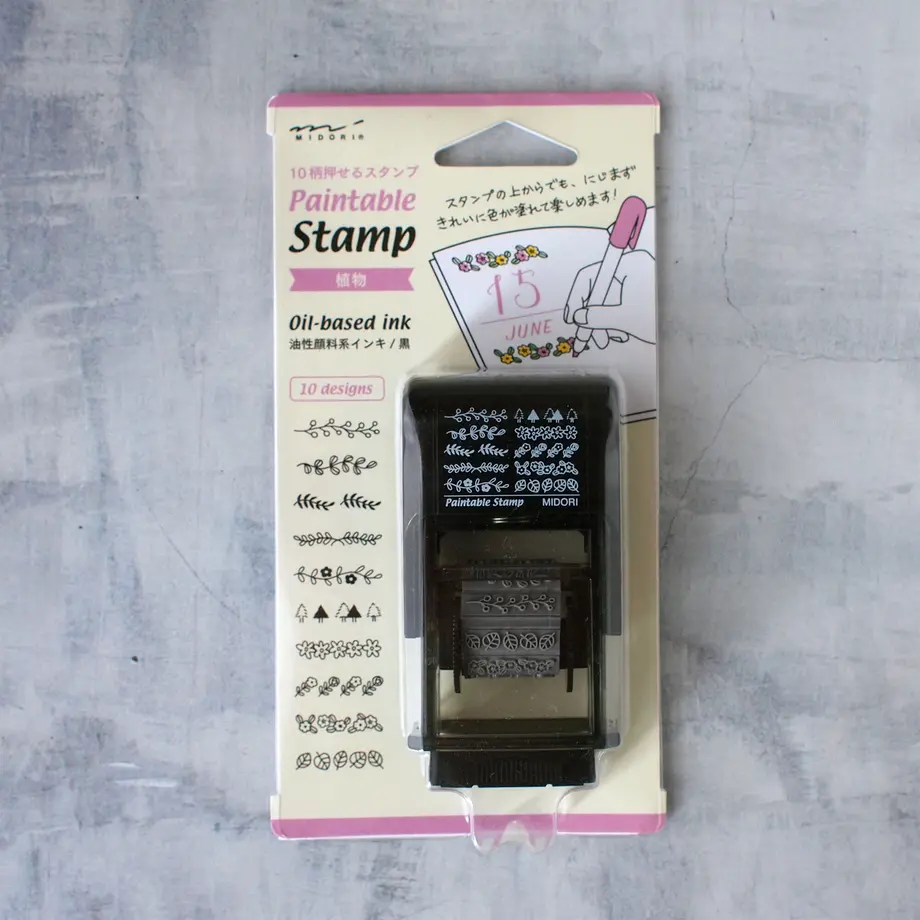 MIDORI®
10柄押せるスタンプ
Paintable
Stamp
植物
Oil-based ink
油性顔料系インキ/黒
10 designs
スタンプの上からでも、にじまず
きれいに色が塗れて楽しめます!
15
JUNE
Paintable Stamp MIDORI